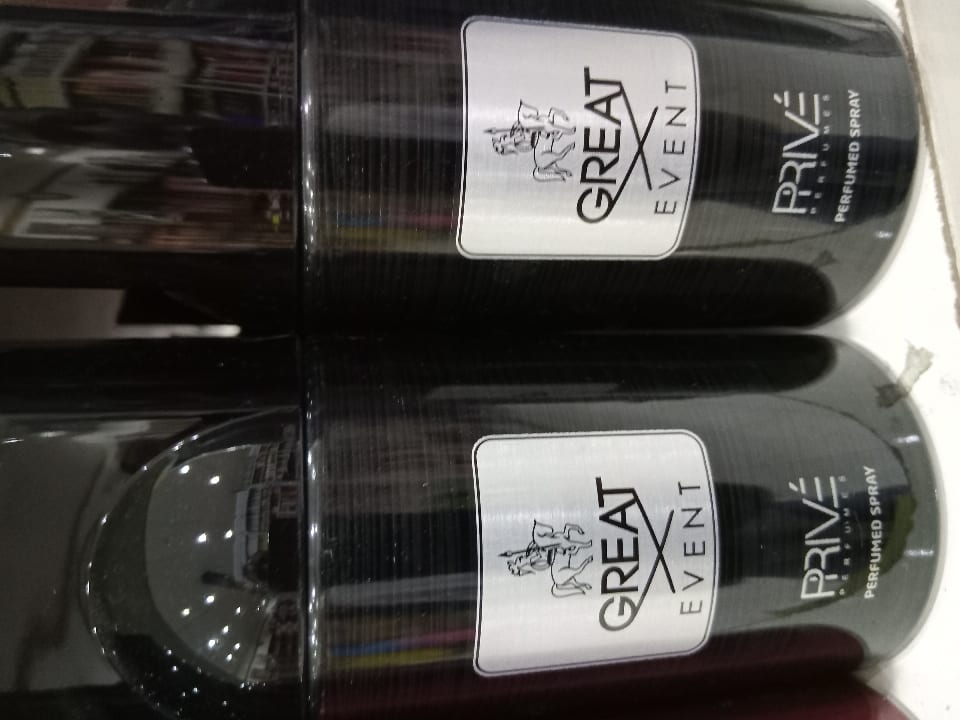 GREAT
EVENT
PRIVÉ
PERFUMES
PERFUMED SPRAY
GREAT
EVENT
PRIVÉ
PERFUMES
PERFUMED SPRAY